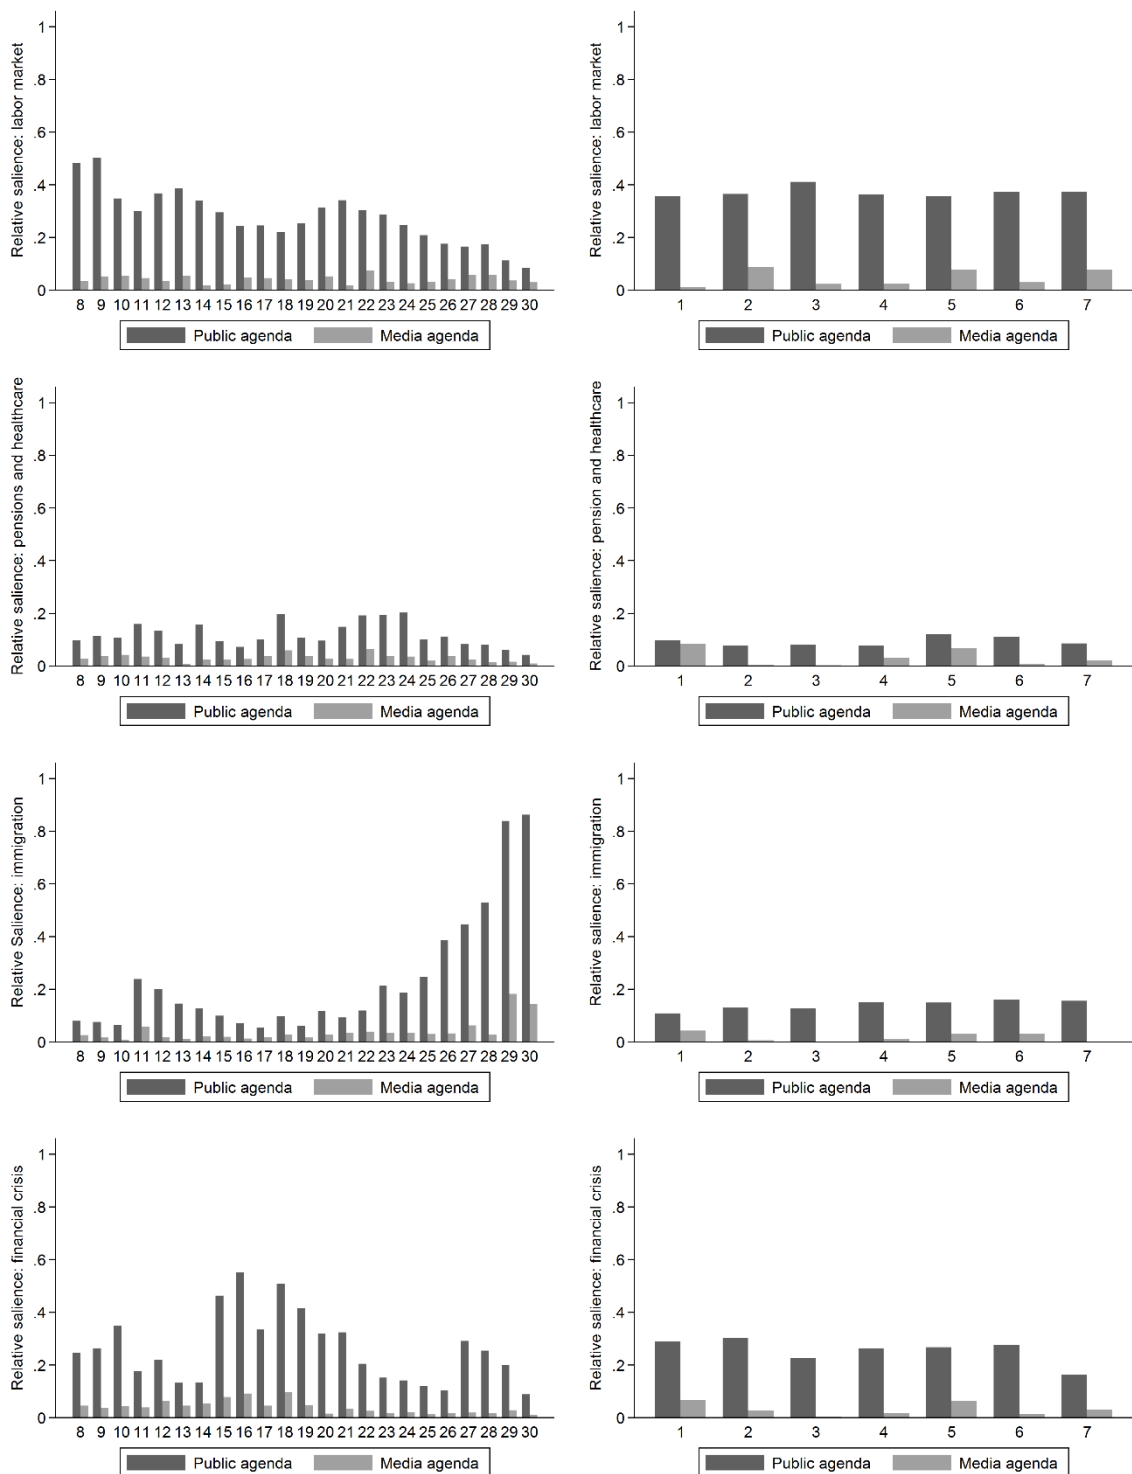 Relative salience: labor market
1
.8
.6
.4
.2
0
8 9 10 11 12 13 14 15 16 17 18 19 20 21 22 23 24 25 26 27 28 29 30
Public agenda Media agenda
Relative salience: labor market
1
.8
.6
.4
.2
0
1 2 3 4 5 6 7
Public agenda Media agenda
Relative salience: pensions and healthcare
1
.8
.6
.4
.2
0
8 9 10 11 12 13 14 15 16 17 18 19 20 21 22 23 24 25 26 27 28 29 30
Public agenda Media agenda
Relative salience: pension and healthcare
1
.8
.6
.4
.2
0
1 2 3 4 5 6 7
Public agenda Media agenda
Relative Salience: immigration
1
.8
.6
.4
.2
0
8 9 10 11 12 13 14 15 16 17 18 19 20 21 22 23 24 25 26 27 28 29 30
Public agenda Media agenda
Relative salience: immigration
1
.8
.6
.4
.2
0
1 2 3 4 5 6 7
Public agenda Media agenda
Relative salience: financial crisis
1
.8
.6
.4
.2
0
8 9 10 11 12 13 14 15 16 17 18 19 20 21 22 23 24 25 26 27 28 29 30
Public agenda Media agenda
Relative salience: financial crisis
1
.8
.6
.4
.2
0
1 2 3 4 5 6 7
Public agenda Media agenda